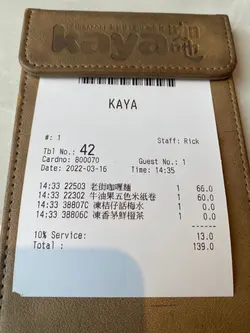 kaya
KAYA
#: 1 Staff: Rick
Tbl No.: 42
Cardno: B00070 Guest No.: 1
Date: 2022-03-16 Time: 14:35
14:33 22503 老街咖喱麵 1 66.0
14:33 22302 牛油果五色米紙卷 1 60.0
14:33 38807C 凍桔仔話梅水 1 0.0
14:33 38806C 凍香茅鮮檸茶 1 0.0
10% Service: 13.0
Total : 139.0